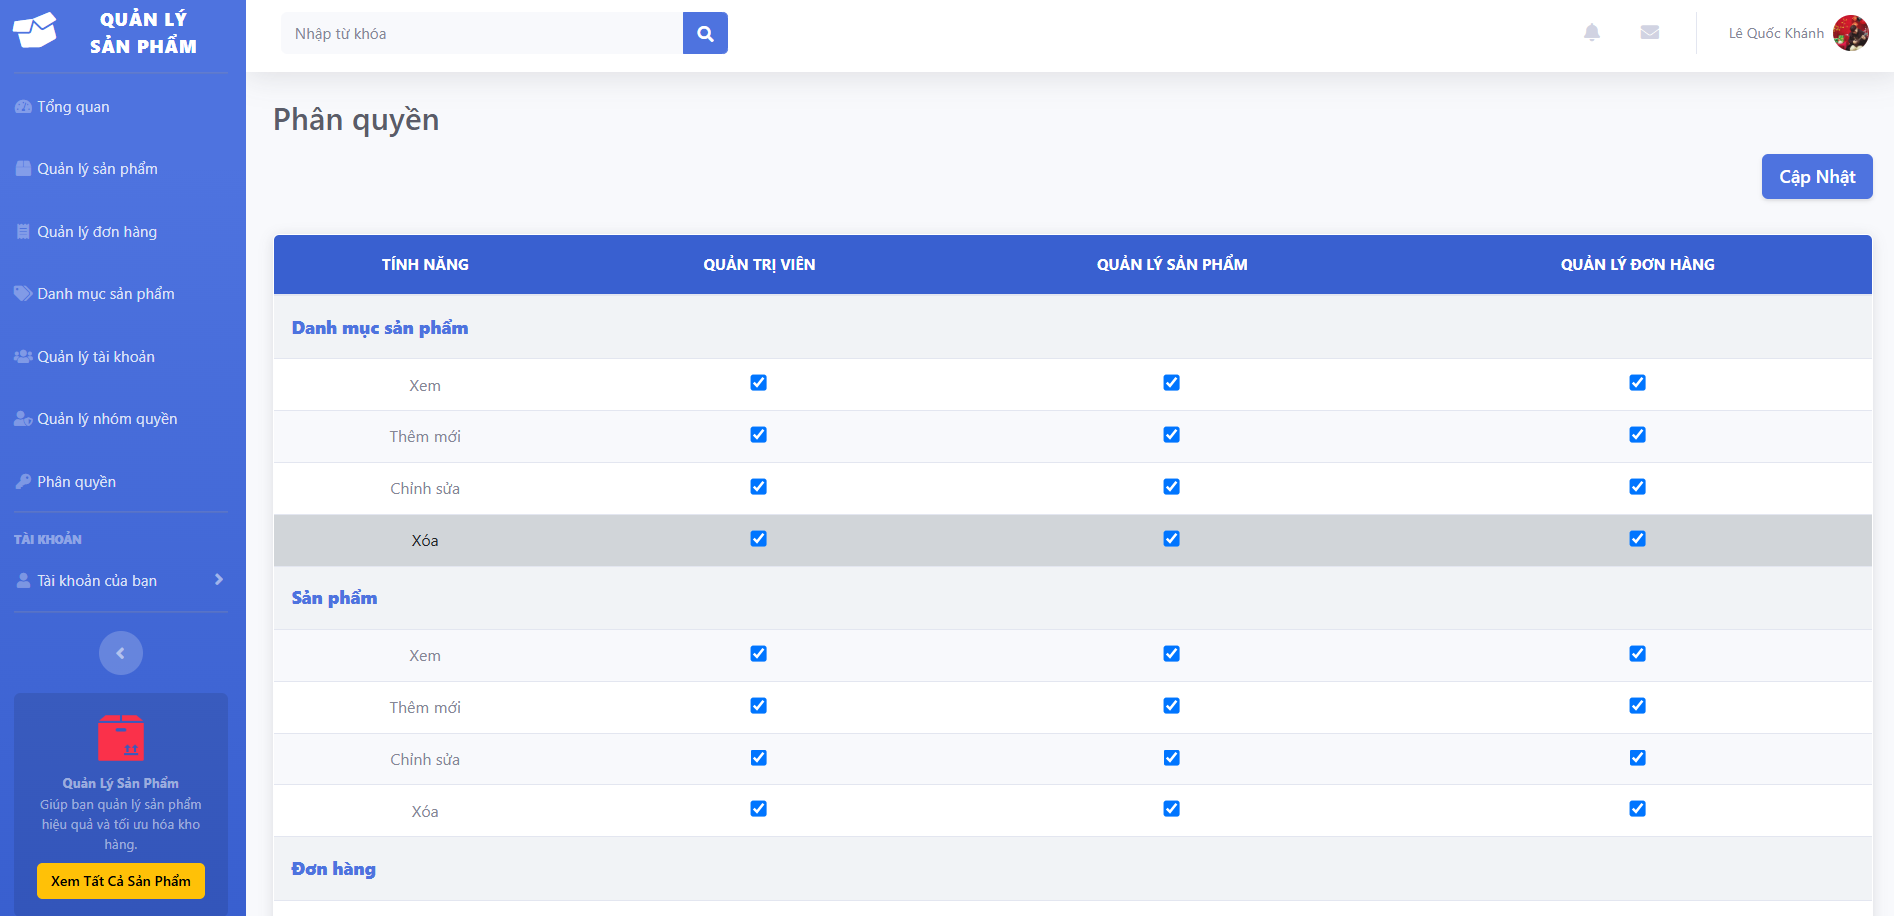 QUẢN LÝ
SẢN PHẨM
Nhập từ khóa
Lê Quốc Khánh
Tổng quan
Quản lý sản phẩm
Quản lý đơn hàng
Danh mục sản phẩm
Quản lý tài khoản
Quản lý nhóm quyền
Phân quyền
TÀI KHOẢN
Tài khoản của bạn
Quản Lý Sản Phẩm
Giúp bạn quản lý sản phẩm
hiệu quả và tối ưu hóa kho
hàng.
Xem Tất Cả Sản Phẩm
Phân quyền
Cập Nhật
TÍNH NĂNG QUẢN TRỊ VIÊN QUẢN LÝ SẢN PHẨM QUẢN LÝ ĐƠN HÀNG
Danh mục sản phẩm
Xem
Thêm mới
Chỉnh sửa
Xóa
Sản phẩm
Xem
Thêm mới
Chỉnh sửa
Xóa
Đơn hàng